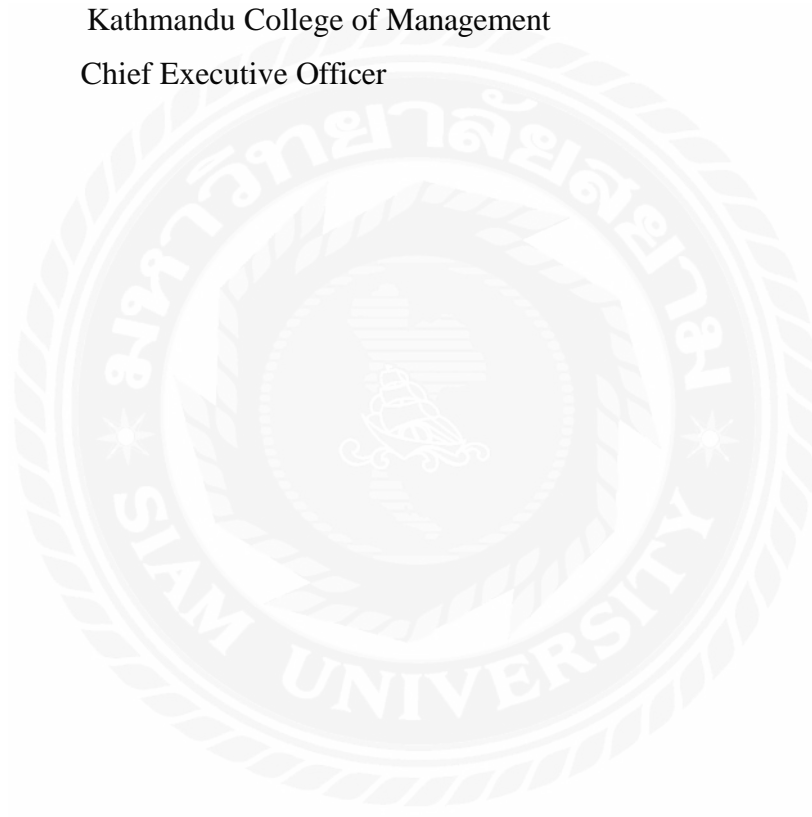 Kathmandu College of Management
Chief Executive Officer
มหาวิทยาลัยสยาม
SIAM UNIVERSITY